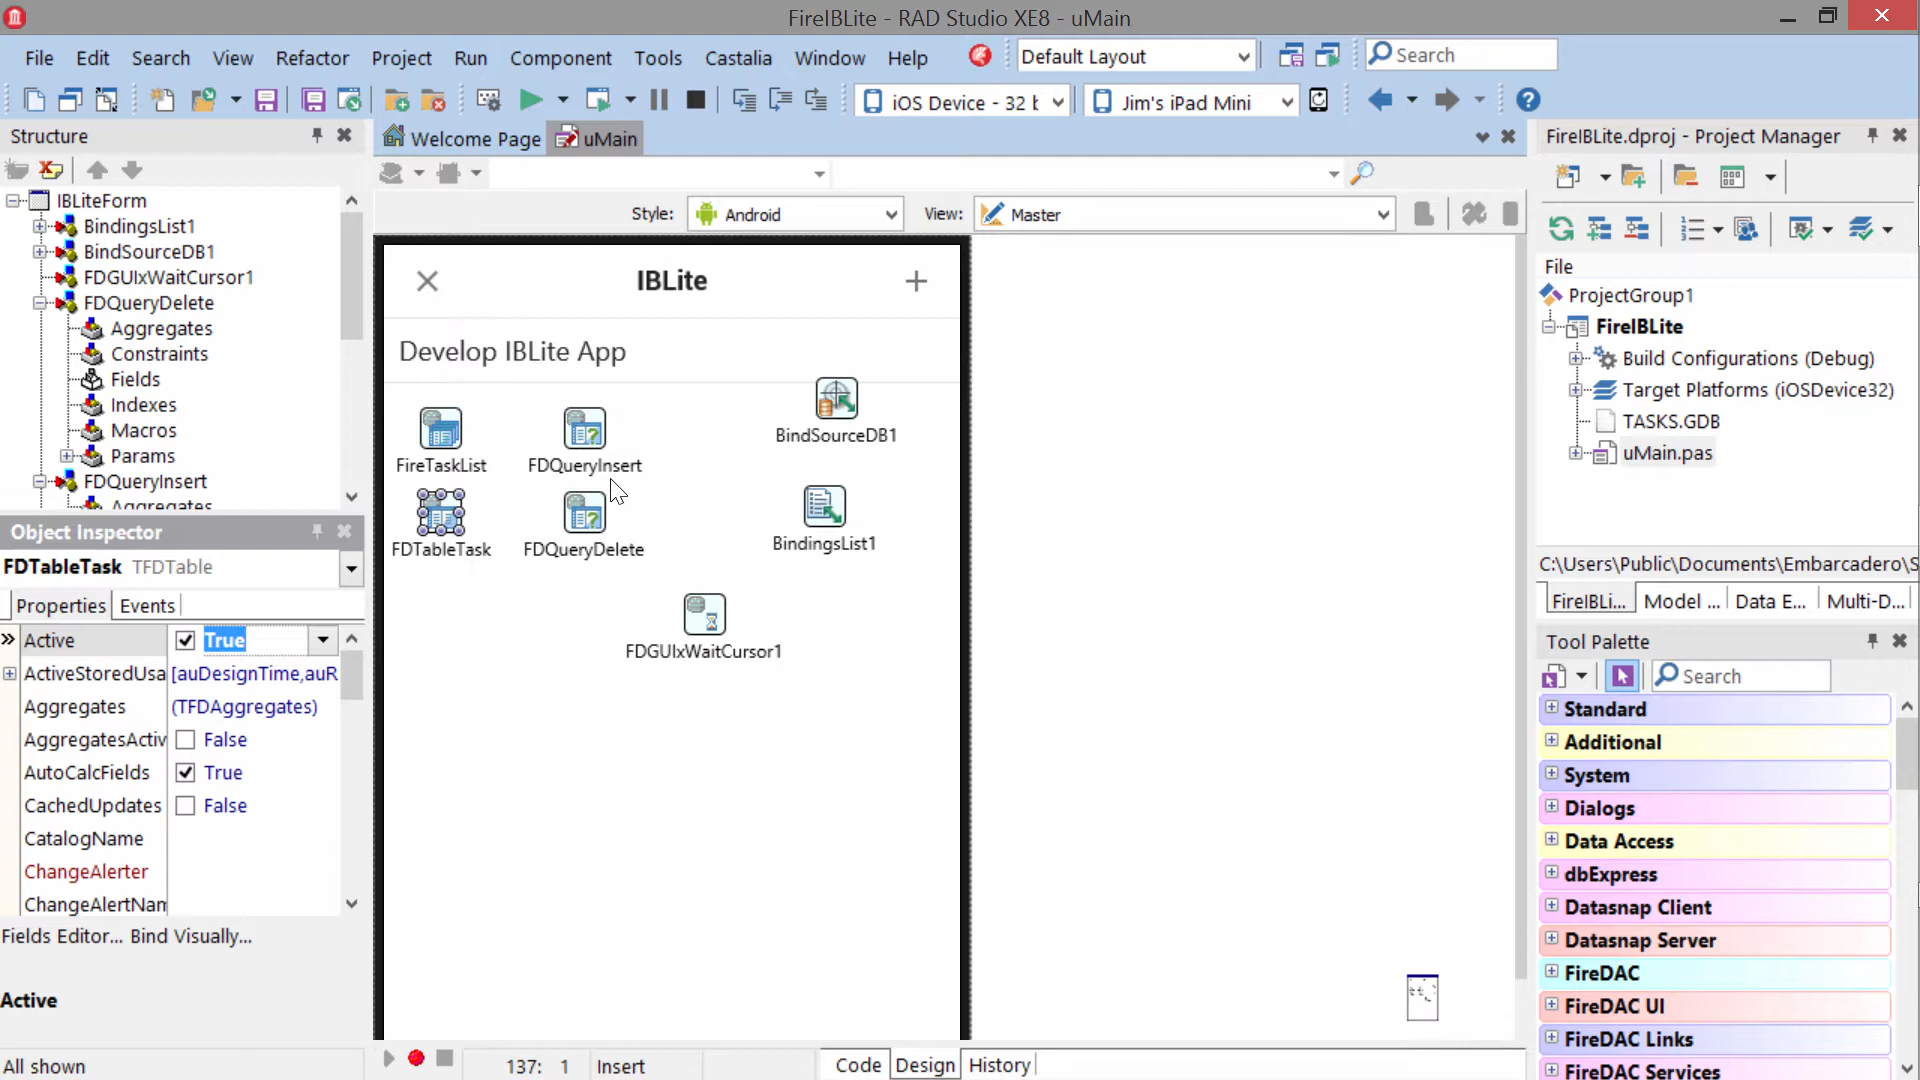 FireIBLite - RAD Studio XE8 - uMain
File Edit Search View Refactor Project Run Component Tools Castalia Window Help
Default Layout
Search
iOS Device - 32 b
Jim's iPad Mini
Structure
IBLiteForm
BindingsList1
BindSourceDB1
FDGUIxWaitCursor1
FDQueryDelete
Aggregates
Constraints
Fields
Indexes
Macros
Params
FDQueryInsert
Aggregates
Object Inspector
FDTableTask TFDTable
Properties Events
Active True
ActiveStoredUsa [auDesignTime,auR
Aggregates (TFDAggregates)
AggregatesActiv False
AutoCalcFields True
CachedUpdates False
CatalogName
ChangeAlerter
ChangeAlertNam
Fields Editor... Bind Visually...
Active
All shown
Welcome Page uMain
Style: Android View: Master
IBLite
Develop IBLite App
BindSourceDB1
FireTaskList FDQueryInsert
FDTableTask FDQueryDelete BindingsList1
FDGUIxWaitCursor1
137: 1 Insert
Code Design History
FireIBLite.dproj - Project Manager
File
ProjectGroup1
FireIBLite
Build Configurations (Debug)
Target Platforms (iOSDevice32)
TASKS.GDB
uMain.pas
C:\Users\Public\Documents\Embarcadero\S
FireIBLi... Model ... Data E... Multi-D...
Tool Palette
Search
Standard
Additional
System
Dialogs
Data Access
dbExpress
Datasnap Client
Datasnap Server
FireDAC
FireDAC UI
FireDAC Links
FireDAC Services